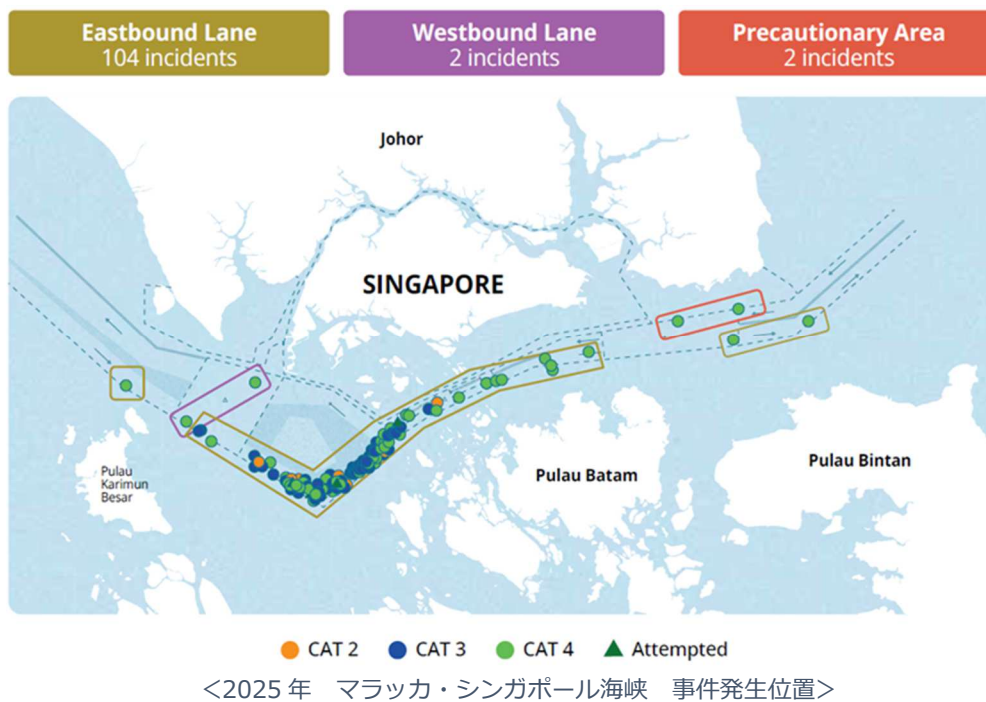 Eastbound Lane
104 incidents
Westbound Lane
2 incidents
Precautionary Area
2 incidents
Johor
SINGAPORE
Pulau
Karimun
Besar
Pulau Batam
Pulau Bintan
CAT 2
CAT 3
CAT 4
Attempted
<2025 年 マラッカ・シンガポール海峡 事件発生位置>